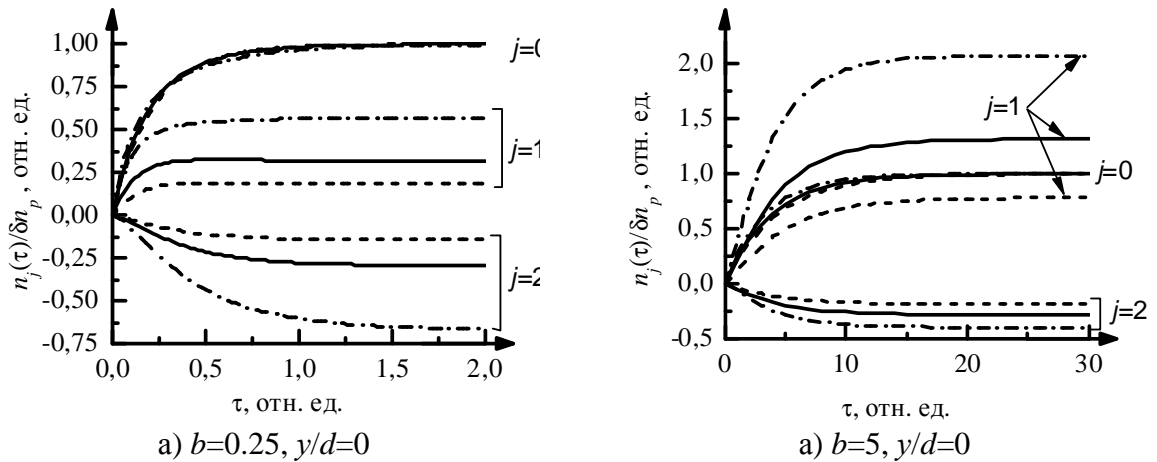 1,00
0,75
0,50
0,25
0,00
-0,25
-0,50
-0,75
n_j(τ)/δn_p , отн. ед.
j=0
j=1
j=2
0,0 0,5 1,0 1,5 2,0
τ, отн. ед.
а) b=0.25, y/d=0
2,0
1,5
1,0
0,5
0,0
-0,5
n_j(τ)/δn_p , отн. ед.
j=1
j=0
j=2
0 10 20 30
τ, отн. ед.
а) b=5, y/d=0